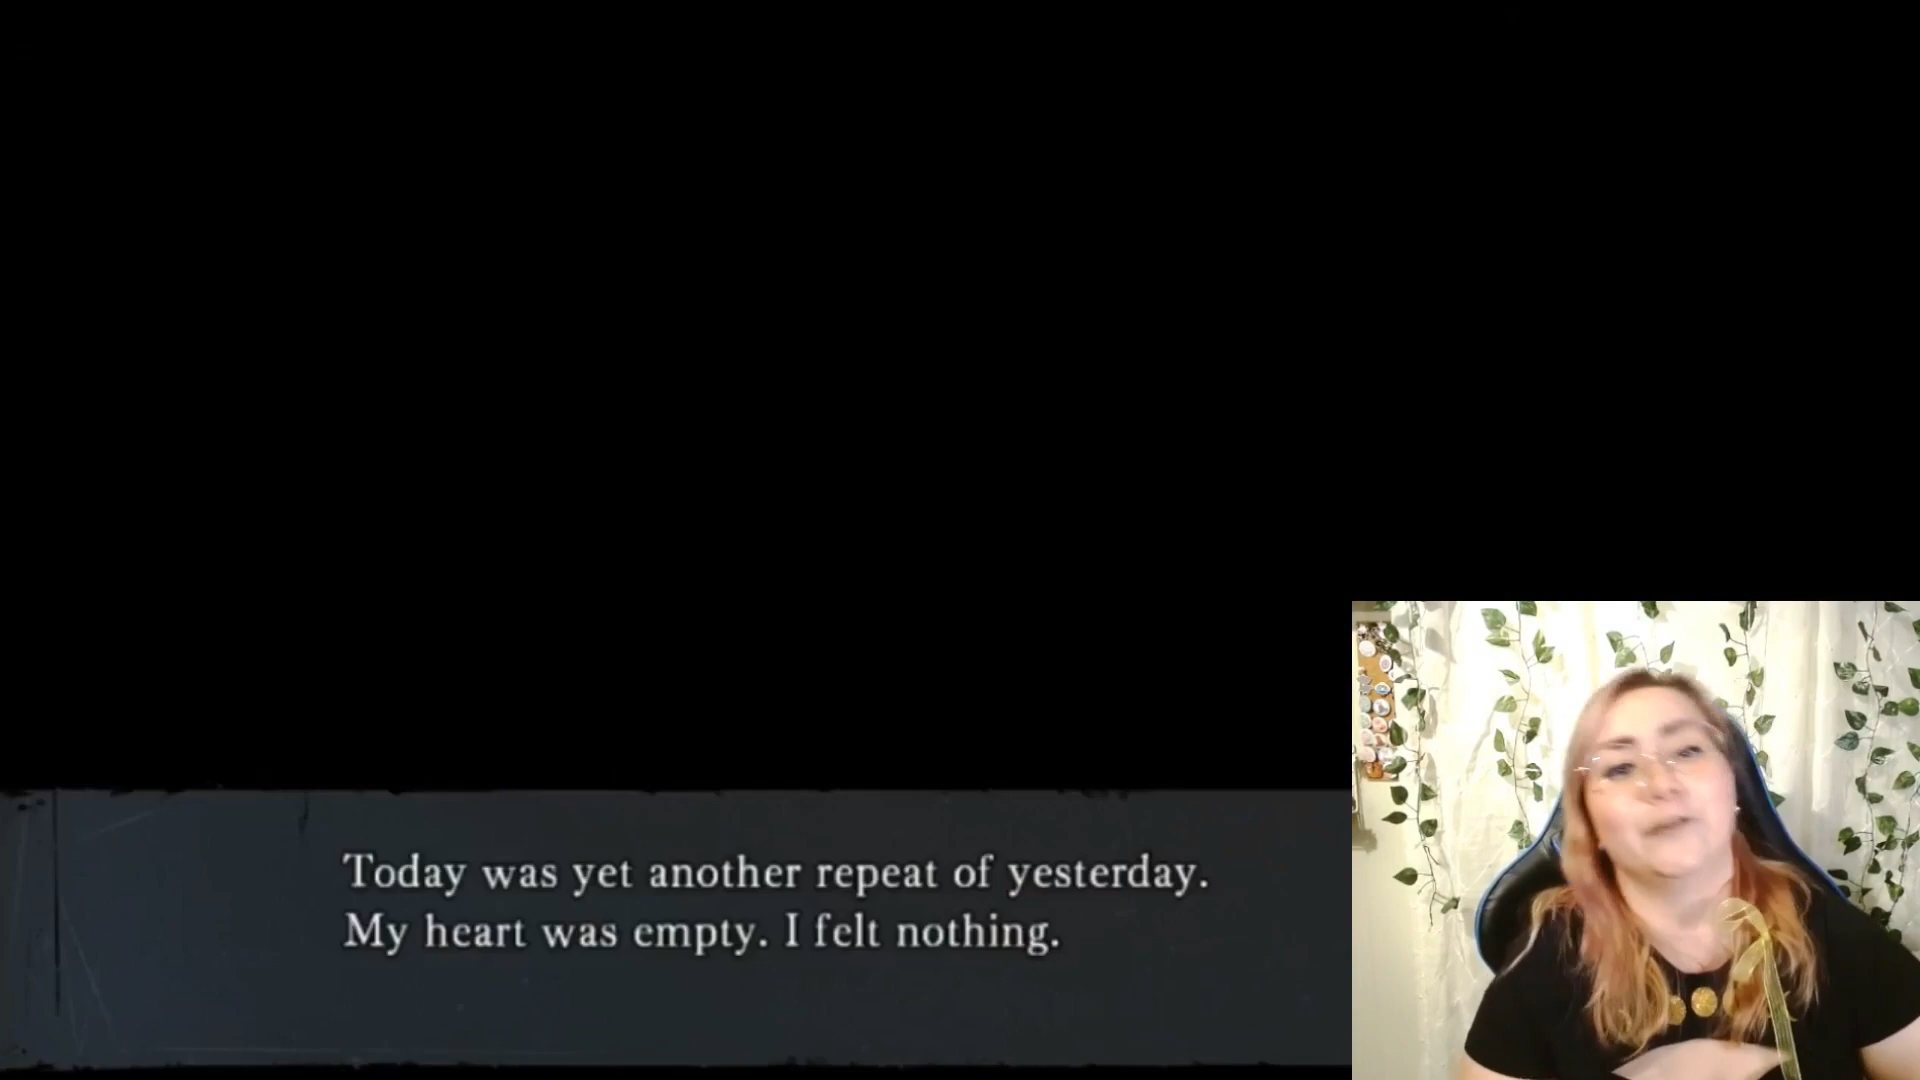 Today was yet another repeat of yesterday.
My heart was empty. I felt nothing.